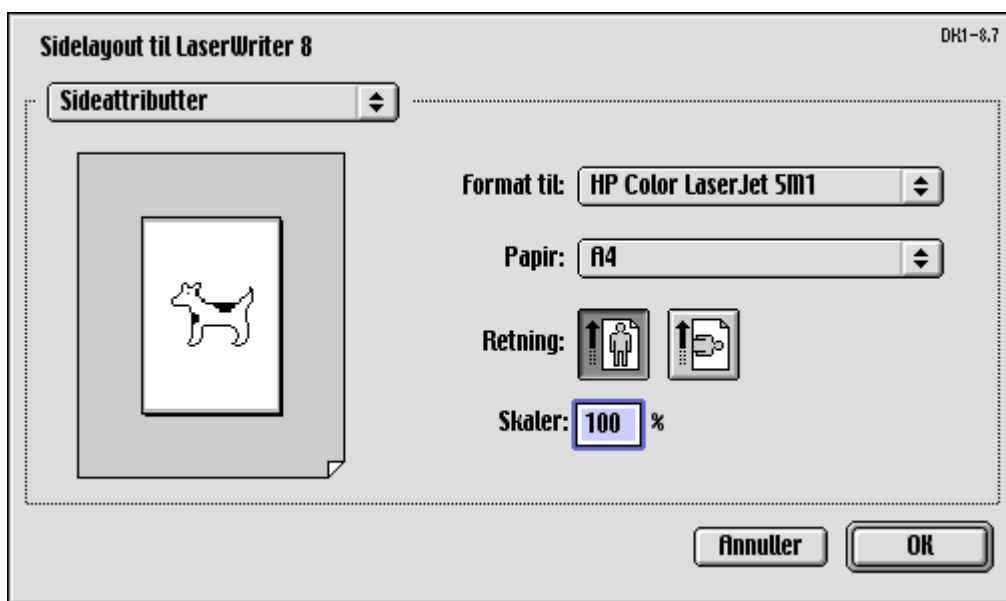 Sidelayout til LaserWriter 8
DK1-8.7
Sideattributter
Format til: HP Color LaserJet 5M1
Papir: A4
Retning:
Skaler: 100 %
Annuller
OK